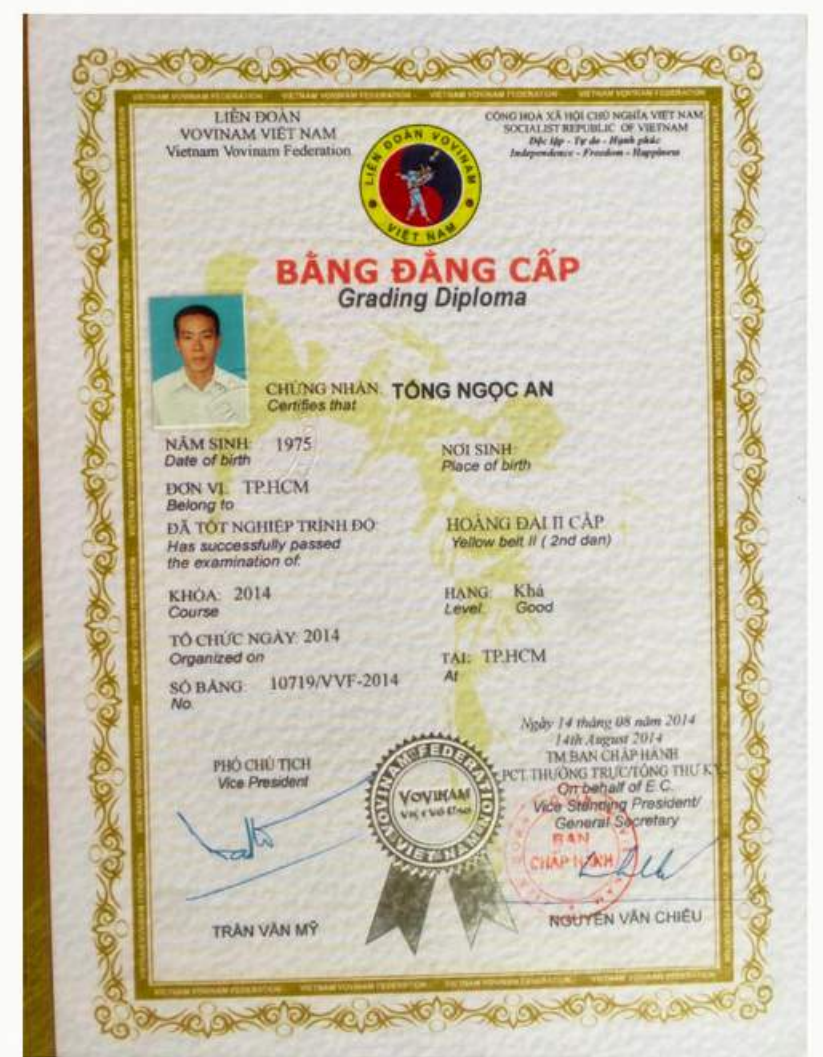 LIÊN ĐOÀN
VOVINAM VIỆT NAM
Vietnam Vovinam Federation
CỘNG HOÀ XÃ HỘI CHỦ NGHĨA VIỆT NAM
SOCIALIST REPUBLIC OF VIETNAM
Độc lập - Tự do - Hạnh phúc
Independence - Freedom - Happiness
LIÊN ĐOÀN VOVINAM
VIỆT NAM
BẰNG ĐẲNG CẤP
Grading Diploma
CHỨNG NHẬN: TỐNG NGỌC AN
Certifies that
NĂM SINH: 1975
Date of birth
NƠI SINH:
Place of birth
ĐƠN VỊ: TP.HCM
Belong to
ĐÃ TỐT NGHIỆP TRÌNH ĐỘ: HOÀNG ĐAI II CẤP
Has successfully passed Yellow belt II ( 2nd dan)
the examination of:
KHÓA: 2014
Course
HẠNG: Khá
Level: Good
TỔ CHỨC NGÀY: 2014
Organized on
TẠI: TP.HCM
At
SỐ BẰNG: 10719/VVF-2014
No.
Ngày 14 tháng 08 năm 2014
14th August 2014
TM BAN CHẤP HÀNH
PCT THƯỜNG TRỰC/TỔNG THƯ KÝ
On behalf of E.C.
Vice Standing President/
General Secretary
PHÓ CHỦ TỊCH
Vice President
VOVINAM FEDERATION
VOVINAM
VIỆT VÕ ĐẠO
VIETNAM
BAN
CHẤP HÀNH
TRẦN VĂN MỸ
NGUYỄN VĂN CHIẾU